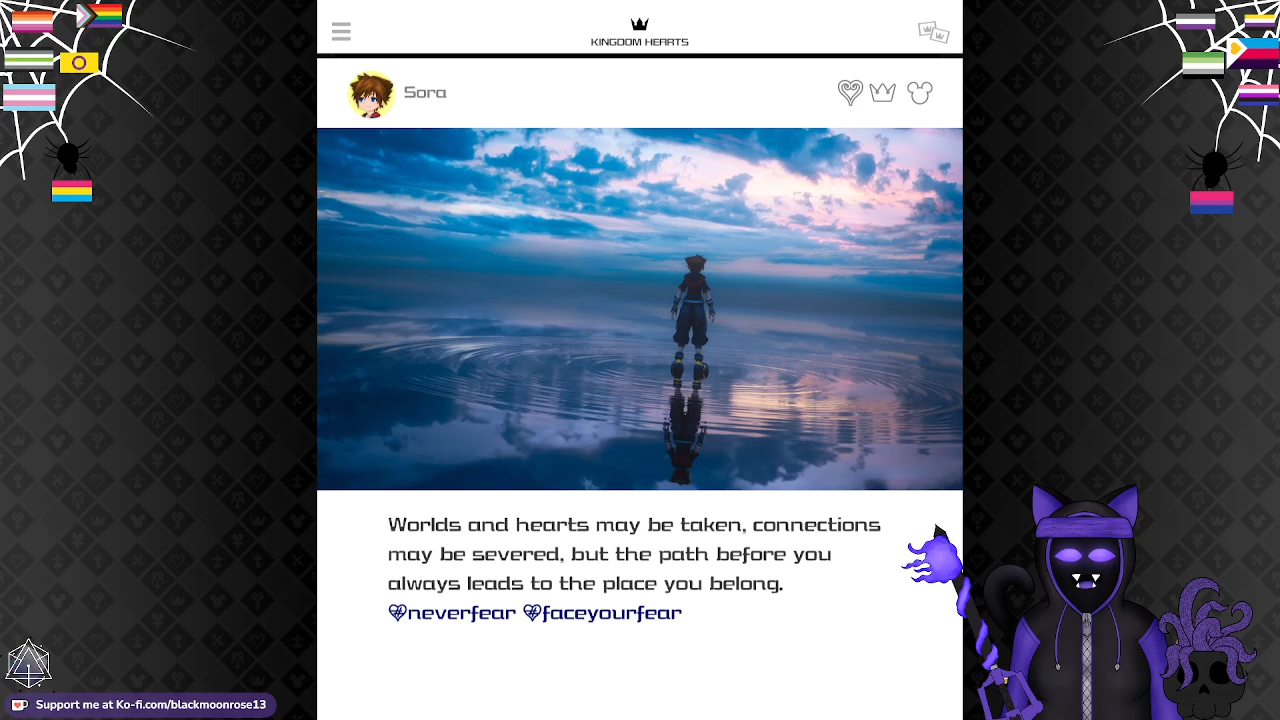 KINGDOM HEARTS
Sora
Worlds and hearts may be taken, connections
may be severed, but the path before you
always leads to the place you belong.
#neverfear #faceyourfear
Support me at Ko-fi.com/blackmoonrose13